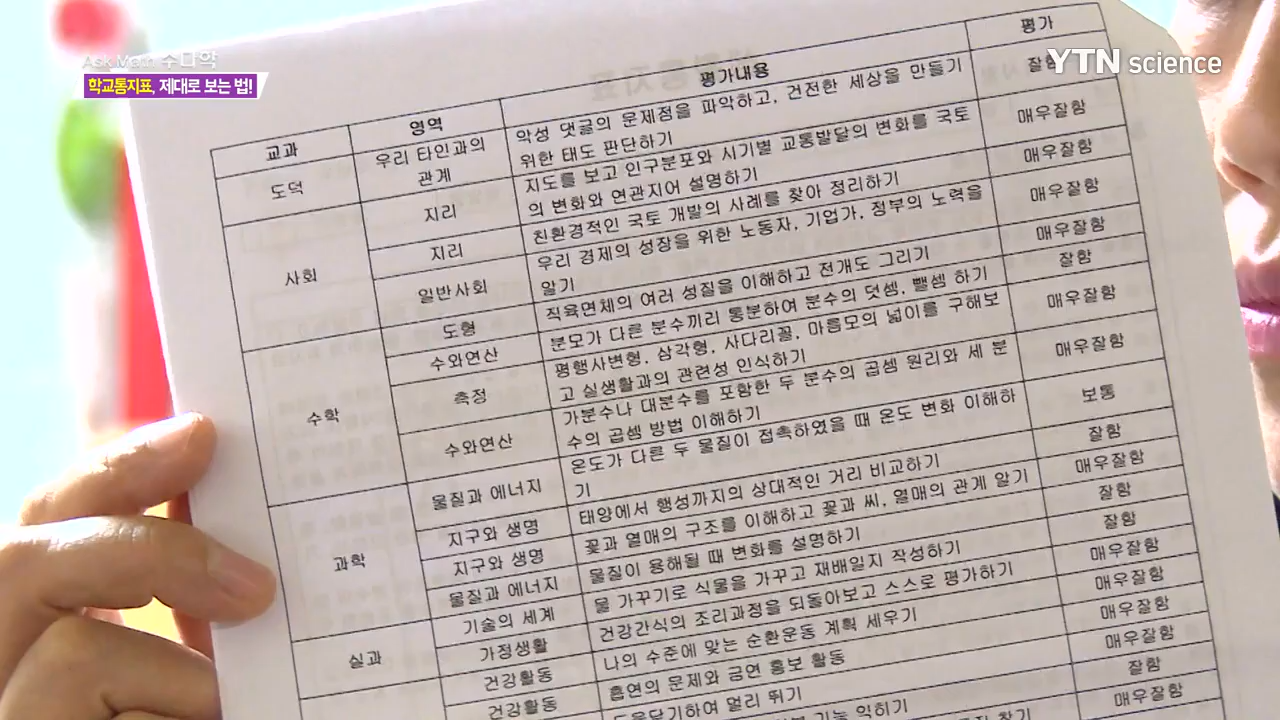 Ask Math 수다학
학교통지표, 제대로 보는 법!
YTN science
교과 영역 평가내용 평가
도덕 우리 타인과의 관계 악성 댓글의 문제점을 파악하고, 건전한 세상을 만들기 위한 태도 판단하기 잘함
사회 지리 지도를 보고 인구분포와 시기별 교통발달의 변화를 국토의 변화와 연관지어 설명하기 매우잘함
지리 친환경적인 국토 개발의 사례를 찾아 정리하기 매우잘함
일반사회 우리 경제의 성장을 위한 노동자, 기업가, 정부의 노력을 알기 매우잘함
수학 도형 직육면체의 여러 성질을 이해하고 전개도 그리기 매우잘함
수와연산 분모가 다른 분수끼리 통분하여 분수의 덧셈, 뺄셈 하기 잘함
측정 평행사변형, 삼각형, 사다리꼴, 마름모의 넓이를 구해보고 실생활과의 관련성 인식하기 매우잘함
수와연산 가분수나 대분수를 포함한 두 분수의 곱셈 원리와 세 분수의 곱셈 방법 이해하기 매우잘함
과학 물질과 에너지 온도가 다른 두 물질이 접촉하였을 때 온도 변화 이해하기 보통
지구와 생명 태양에서 행성까지의 상대적인 거리 비교하기 잘함
지구와 생명 꽃과 열매의 구조를 이해하고 꽃과 씨, 열매의 관계 알기 매우잘함
물질과 에너지 물질이 용해될 때 변화를 설명하기 잘함
실과 기술의 세계 물 가꾸기로 식물을 가꾸고 재배일지 작성하기 잘함
가정생활 건강간식의 조리과정을 되돌아보고 스스로 평가하기 매우잘함
건강활동 나의 수준에 맞는 순환운동 계획 세우기 매우잘함
건강활동 흡연의 문제와 금연 홍보 활동 매우잘함
도움닫기하여 멀리 뛰기 매우잘함
기능 익히기 잘함
찾기 매우잘함